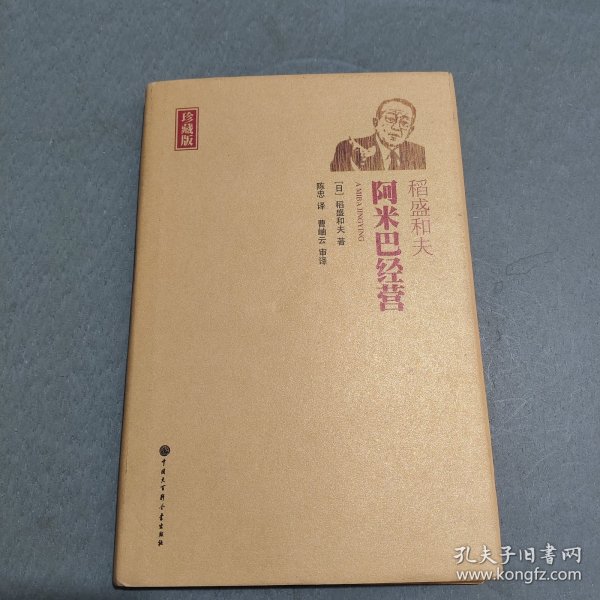 珍藏版
稻盛和夫
阿米巴经营
AMIBA JINGYING
［日］稻盛和夫 著
陈忠 译 曹岫云 审译
中国大百科全书出版社
孔夫子旧书网
www.kongfz.com